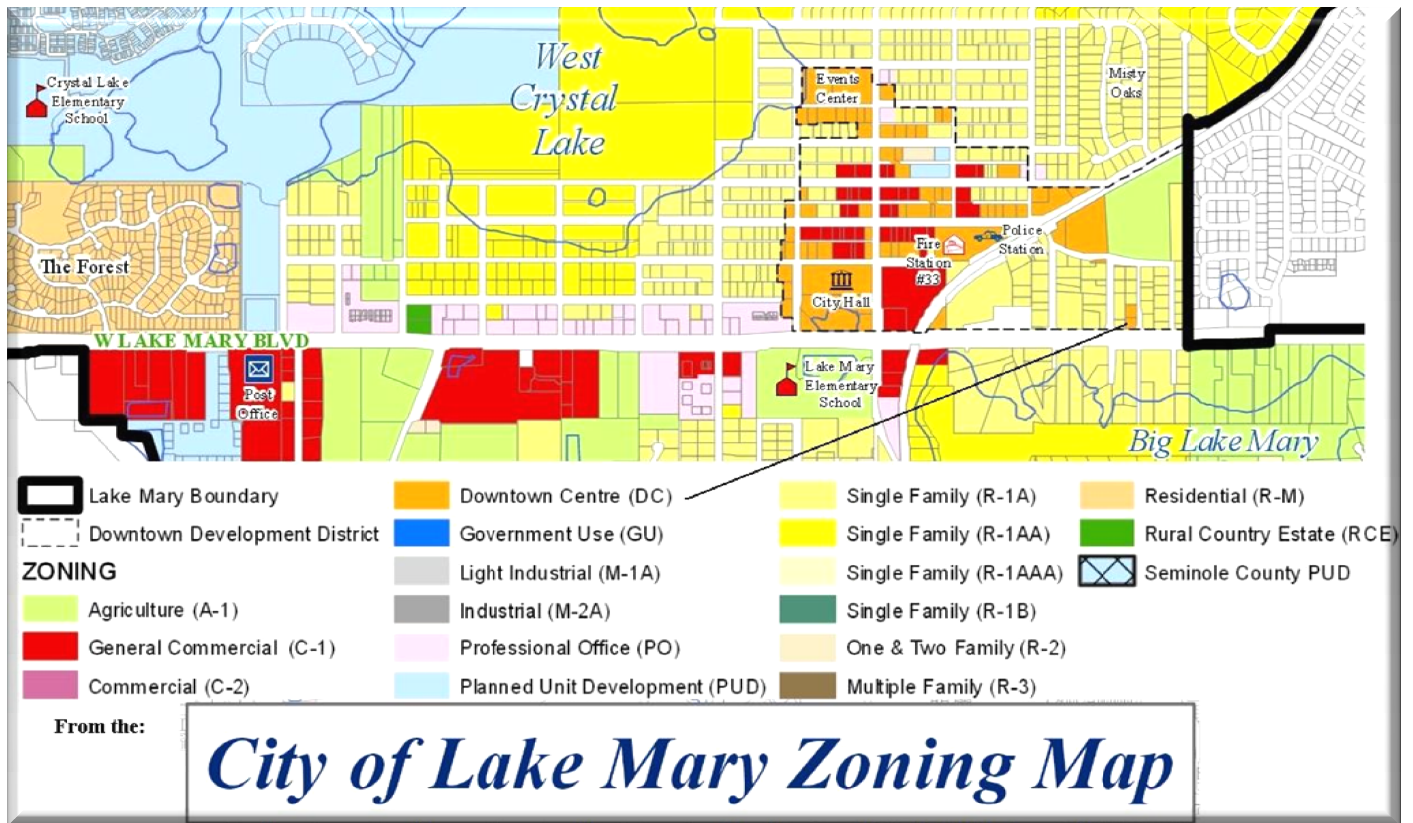 West
Crystal
Lake
Crystal Lake
Elementary
School
Events
Center
Misty
Oaks
The Forest
Fire
Station
#33
Police
Station
City Hall
W LAKE MARY BLVD
Post
Office
Lake Mary
Elementary
School
Big Lake Mary
Lake Mary Boundary
Downtown Development District
ZONING
Agriculture (A-1)
General Commercial (C-1)
Commercial (C-2)
Downtown Centre (DC)
Government Use (GU)
Light Industrial (M-1A)
Industrial (M-2A)
Professional Office (PO)
Planned Unit Development (PUD)
Single Family (R-1A)
Single Family (R-1AA)
Single Family (R-1AAA)
Single Family (R-1B)
One & Two Family (R-2)
Multiple Family (R-3)
Residential (R-M)
Rural Country Estate (RCE)
Seminole County PUD
From the:
City of Lake Mary Zoning Map